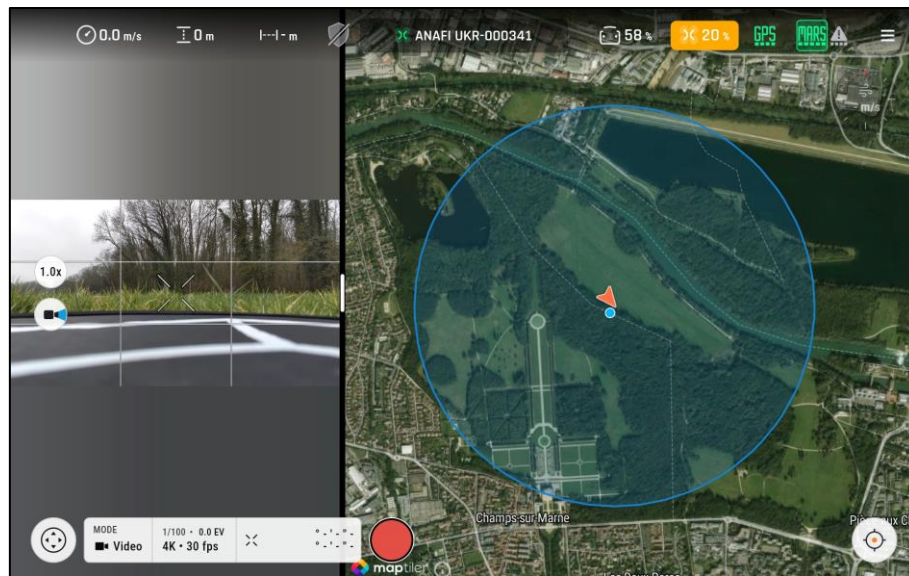 0.0 m/s
0 m
- m
ANAFI UKR-000341
58 %
20 %
GPS
MARS
m/s
1.0x
MODE
Video
1/100 • 0.0 EV
4K • 30 fps
Champs-sur-Marne
maptiler